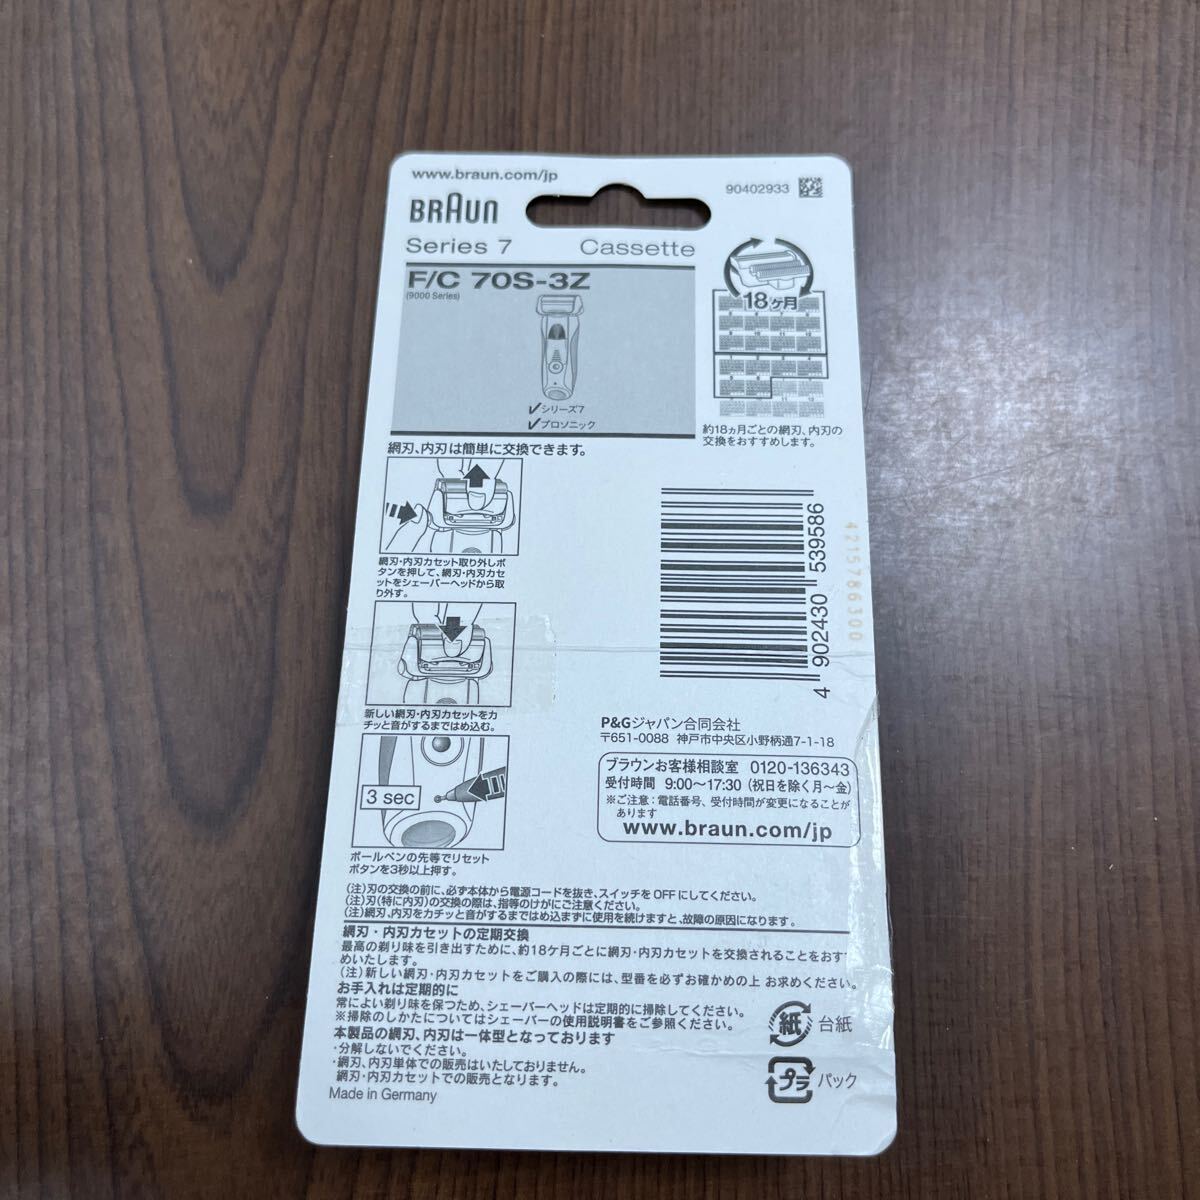 www.braun.com/jp
90402933
BRAUN
Series 7 Cassette
F/C 70S-3Z
(9000 Series)
✓シリーズ7
✓プロソニック
18ヶ月
約18ヵ月ごとの網刃、内刃の
交換をおすすめします。
網刃、内刃は簡単に交換できます。
網刃・内刃カセット取り外しボ
タンを押して、網刃・内刃カセ
ットをシェーバーヘッドから取
り外す。
新しい網刃・内刃カセットをカ
チッと音がするまではめ込む。
3 sec
ボールペンの先等でリセット
ボタンを3秒以上押す。
4 902430 539586
4215786300
P&Gジャパン合同会社
〒651-0088 神戸市中央区小野柄通7-1-18
ブラウンお客様相談室 0120-136343
受付時間 9:00〜17:30 (祝日を除く月〜金)
※ご注意：電話番号、受付時間が変更になることが
あります
www.braun.com/jp
(注)刃の交換の前に、必ず本体から電源コードを抜き、スイッチをOFFにしてください。
(注)刃(特に内刃)の交換の際は、指等のけがにご注意ください。
(注)網刃、内刃をカチッと音がするまではめ込まずに使用を続けますと、故障の原因になります。
網刃・内刃カセットの定期交換
最高の剃り味を引き出すために、約18ケ月ごとに網刃・内刃カセットを交換されることをおすす
めいたします。
(注)新しい網刃・内刃カセットをご購入の際には、型番を必ずお確かめの上 お求めください。
お手入れは定期的に
常によい剃り味を保つため、シェーバーヘッドは定期的に掃除してください。
※掃除のしかたについてはシェーバーの使用説明書をご参照ください。
本製品の網刃、内刃は一体型となっております
・分解しないでください。
・網刃、内刃単体での販売はいたしておりません。
網刃・内刃カセットでの販売となります。
Made in Germany
紙 台紙
プラ パック